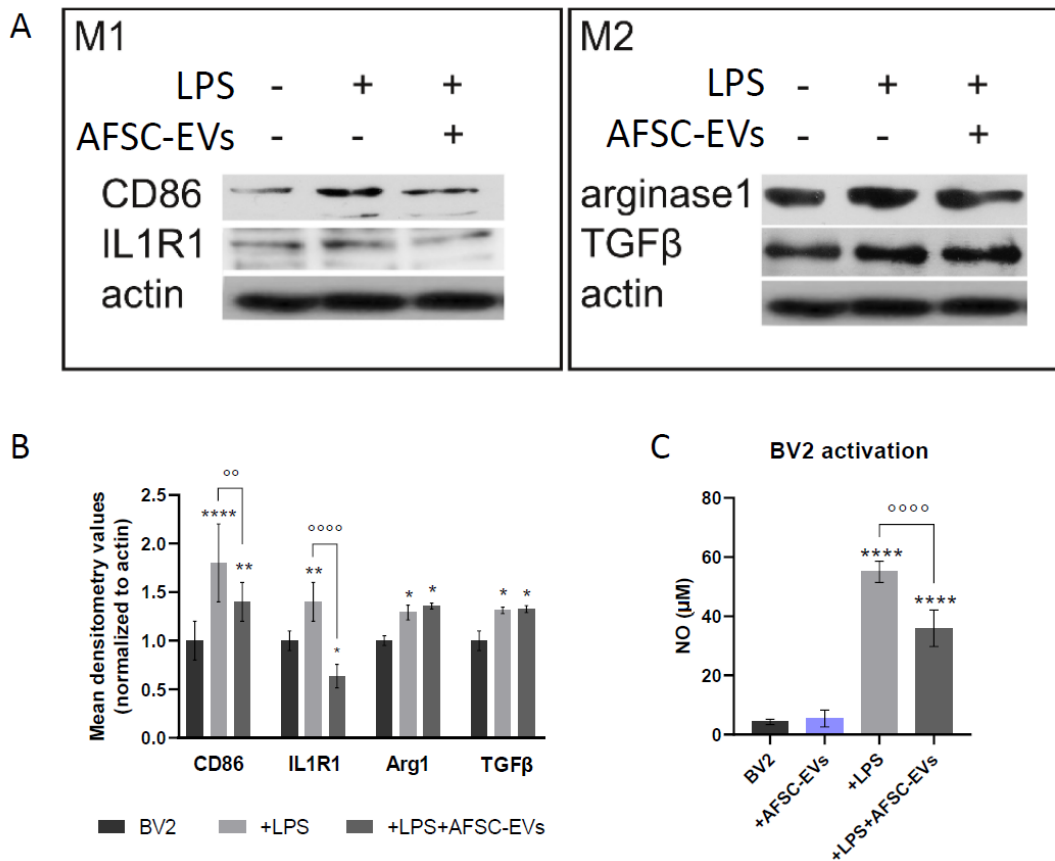 A
M1
LPS - + +
AFSC-EVs - - +
CD86
IL1R1
actin
M2
LPS - + +
AFSC-EVs - - +
arginase1
TGFβ
actin
B
Mean densitometry values
(normalized to actin)
2.5
2.0
1.5
1.0
0.5
0.0
°°
****
**
°°°°
**
*
* *
* *
CD86 IL1R1 Arg1 TGFβ
BV2 +LPS +LPS+AFSC-EVs
C
BV2 activation
NO (µM)
80
60
40
20
0
°°°°
****
****
BV2
+AFSC-EVs
+LPS
+LPS+AFSC-EVs